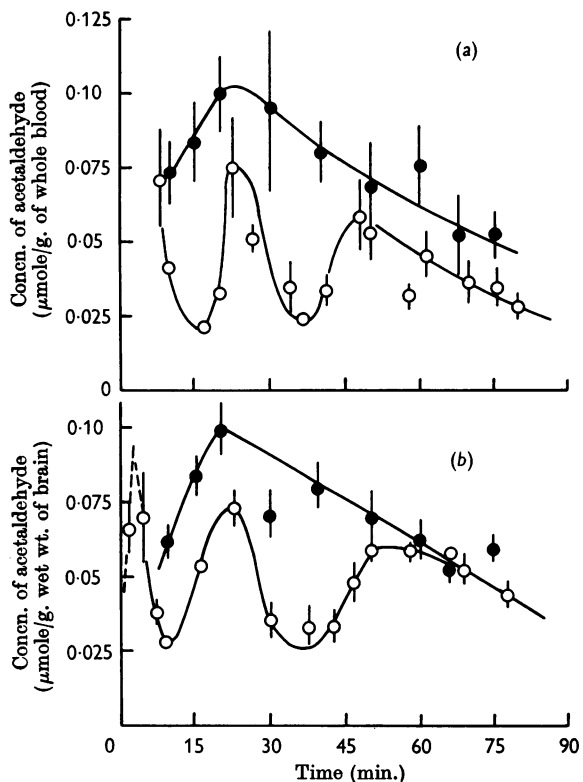 (a)
Concn. of acetaldehyde
(μmole/g. of whole blood)
0·125
0·10
0·075
0·05
0·025
0
(b)
Concn. of acetaldehyde
(μmole/g. wet wt. of brain)
0·10
0·075
0·05
0·025
0 15 30 45 60 75 90
Time (min.)